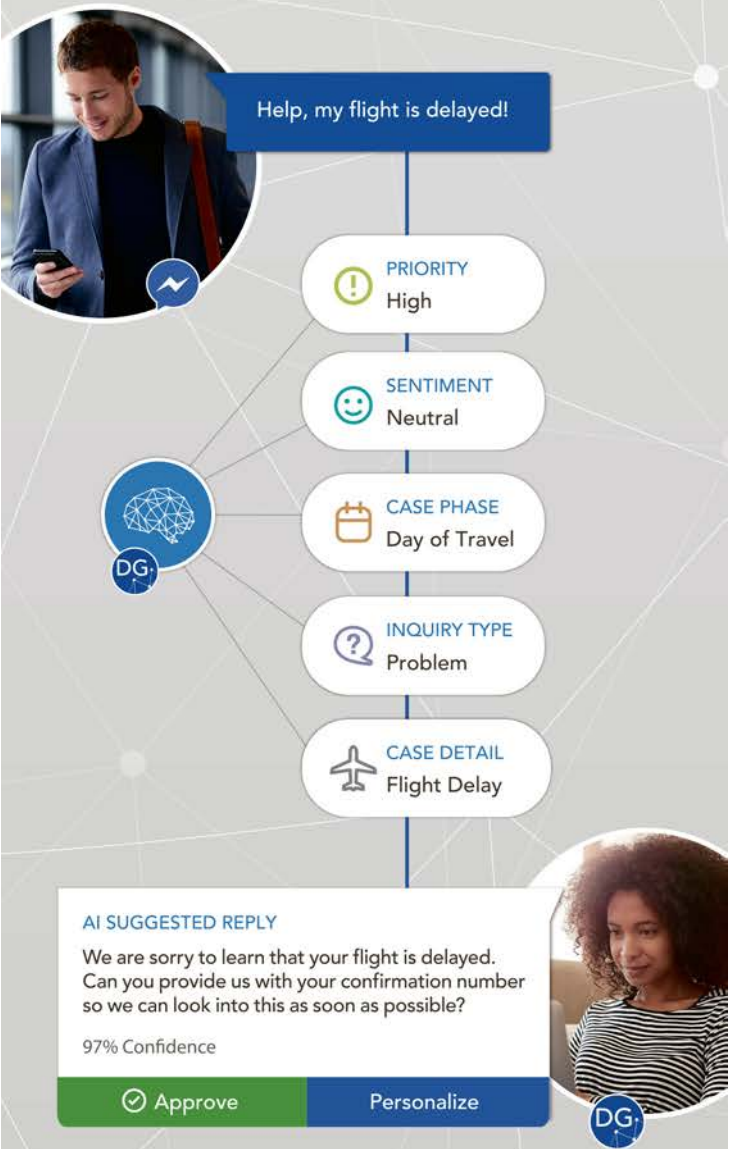 Help, my flight is delayed!
PRIORITY
High
SENTIMENT
Neutral
CASE PHASE
Day of Travel
DG
INQUIRY TYPE
Problem
CASE DETAIL
Flight Delay
AI SUGGESTED REPLY
We are sorry to learn that your flight is delayed.
Can you provide us with your confirmation number
so we can look into this as soon as possible?
97% Confidence
Approve
Personalize
DG